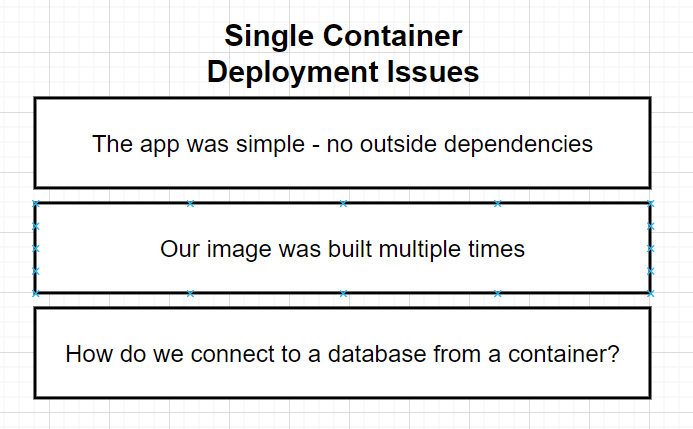 Single Container
Deployment Issues
The app was simple - no outside dependencies
Our image was built multiple times
How do we connect to a database from a container?